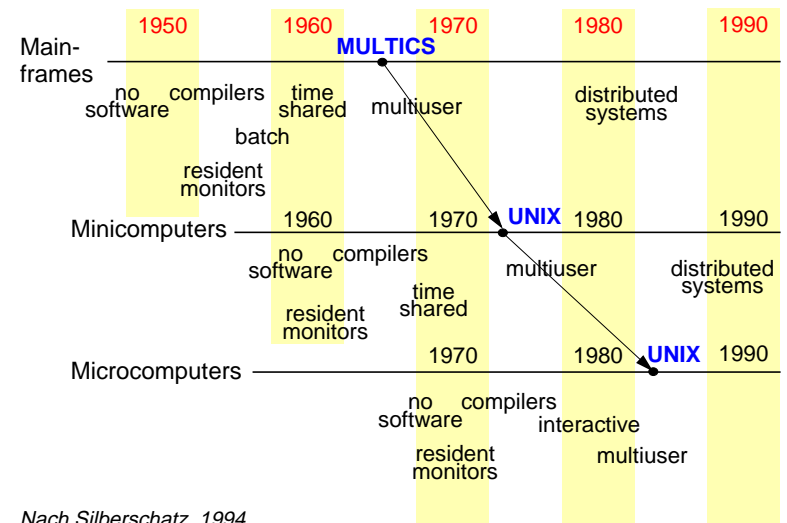 1950 1960 1970 1980 1990
Main-
frames
MULTICS
no
software
compilers
time
shared
multiuser
distributed
systems
batch
resident
monitors
Minicomputers
1960 1970 UNIX 1980 1990
no
software
compilers
multiuser
distributed
systems
time
shared
resident
monitors
Microcomputers
1970 1980 UNIX 1990
no
software
compilers
interactive
resident
monitors
multiuser
Nach Silberschatz, 1994